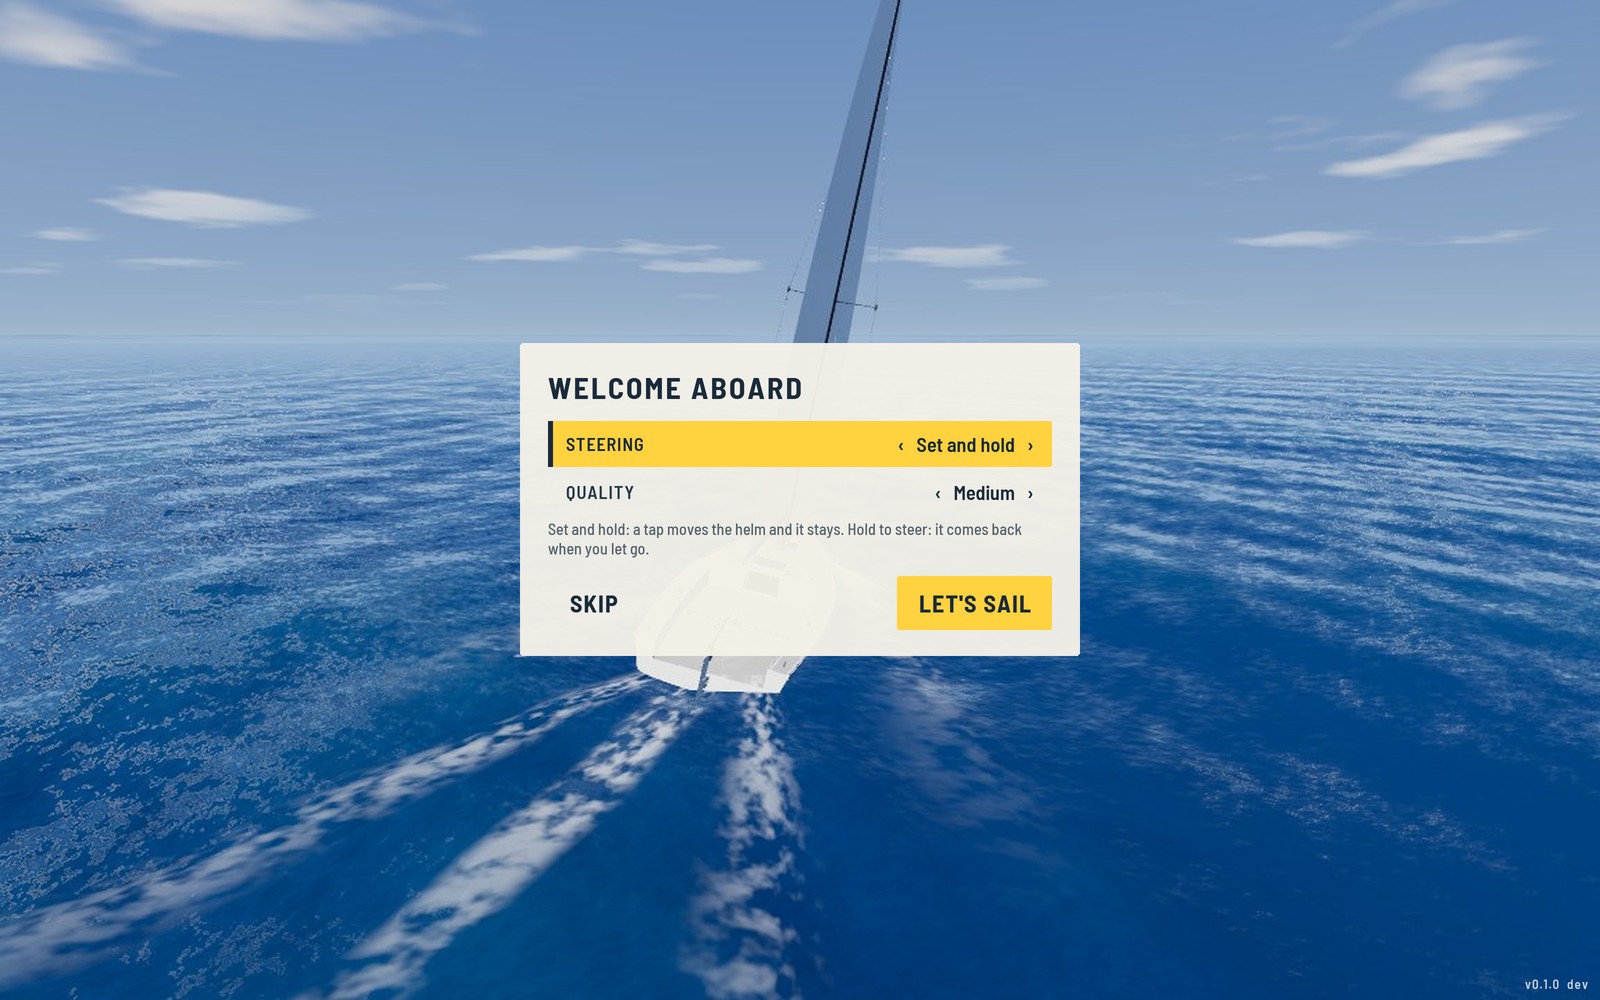 WELCOME ABOARD
STEERING ‹ Set and hold ›
QUALITY ‹ Medium ›
Set and hold: a tap moves the helm and it stays. Hold to steer: it comes back
when you let go.
SKIP LET'S SAIL
v0.1.0 dev